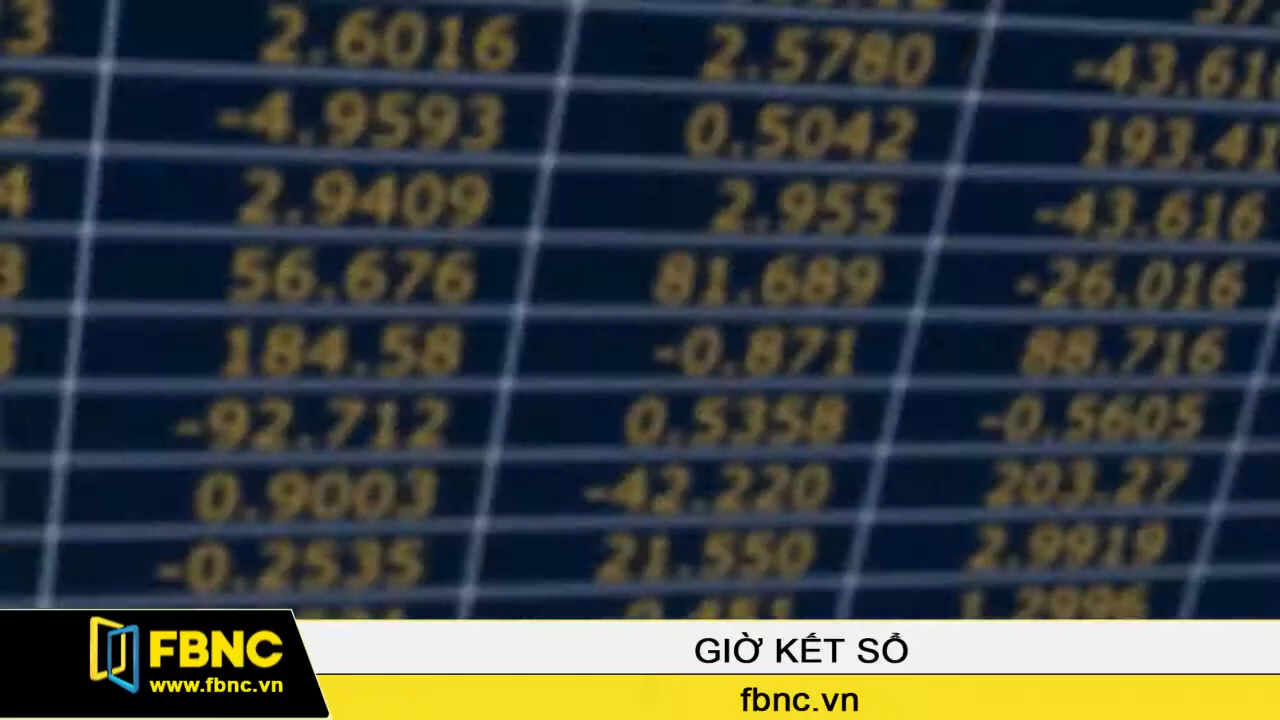 2.6016 2.5780
-4.9593 0.5042 193.41
2.9409 2.955 -43.616
56.676 81.689 -26.016
184.58 -0.871 88.716
-92.712 0.5358 -0.5605
0.9003 -42.220 203.27
-0.2535 21.550 2.9919
FBNC
www.fbnc.vn
GIỜ KẾT SỔ
fbnc.vn